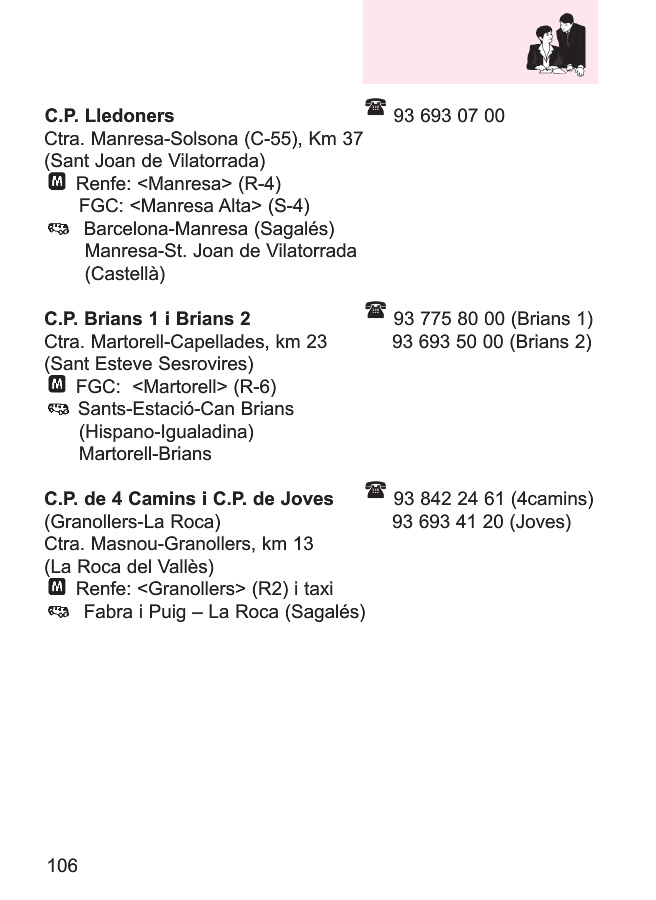 C.P. Lledoners ☎ 93 693 07 00
Ctra. Manresa-Solsona (C-55), Km 37
(Sant Joan de Vilatorrada)
M Renfe: <Manresa> (R-4)
FGC: <Manresa Alta> (S-4)
Barcelona-Manresa (Sagalés)
Manresa-St. Joan de Vilatorrada
(Castellà)
C.P. Brians 1 i Brians 2 ☎ 93 775 80 00 (Brians 1)
Ctra. Martorell-Capellades, km 23 93 693 50 00 (Brians 2)
(Sant Esteve Sesrovires)
M FGC: <Martorell> (R-6)
Sants-Estació-Can Brians
(Hispano-Igualadina)
Martorell-Brians
C.P. de 4 Camins i C.P. de Joves ☎ 93 842 24 61 (4camins)
(Granollers-La Roca) 93 693 41 20 (Joves)
Ctra. Masnou-Granollers, km 13
(La Roca del Vallès)
M Renfe: <Granollers> (R2) i taxi
Fabra i Puig – La Roca (Sagalés)
106